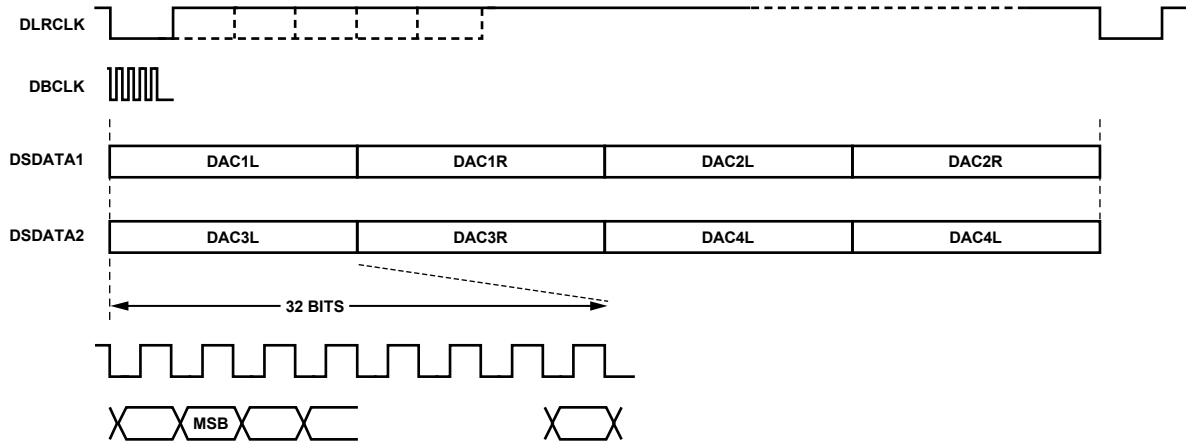 DLRCLK
DBCLK
DSDATA1 DAC1L DAC1R DAC2L DAC2R
DSDATA2 DAC3L DAC3R DAC4L DAC4L
32 BITS
MSB